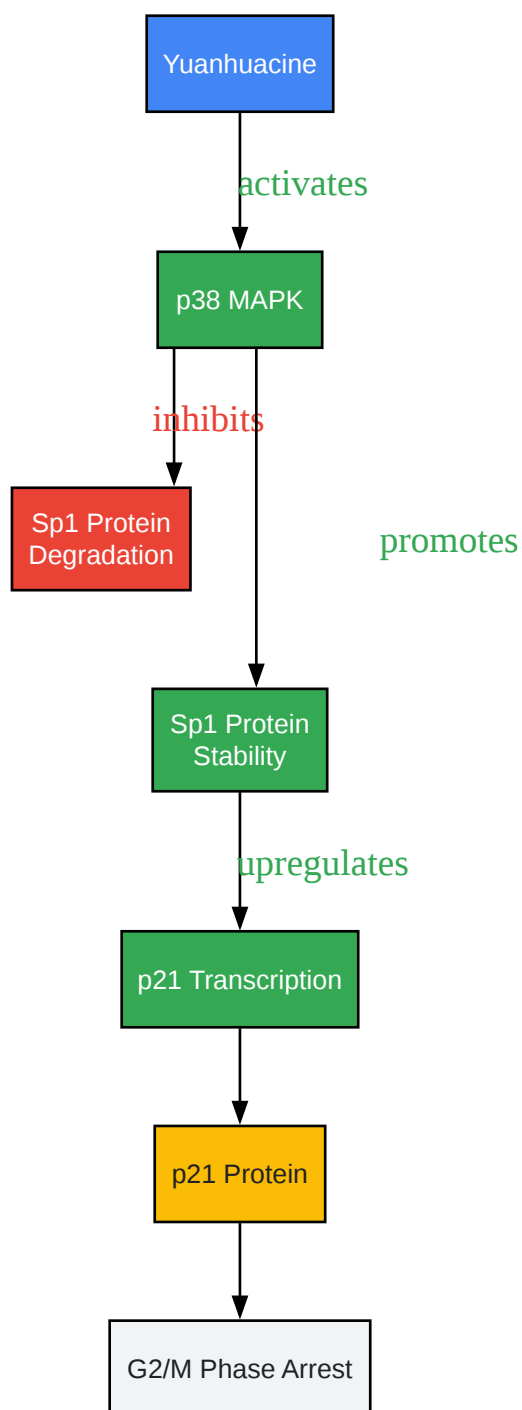 Yuanhuacine
activates
p38 MAPK
inhibits
Sp1 Protein
Degradation
promotes
Sp1 Protein
Stability
upregulates
p21 Transcription
p21 Protein
G2/M Phase Arrest